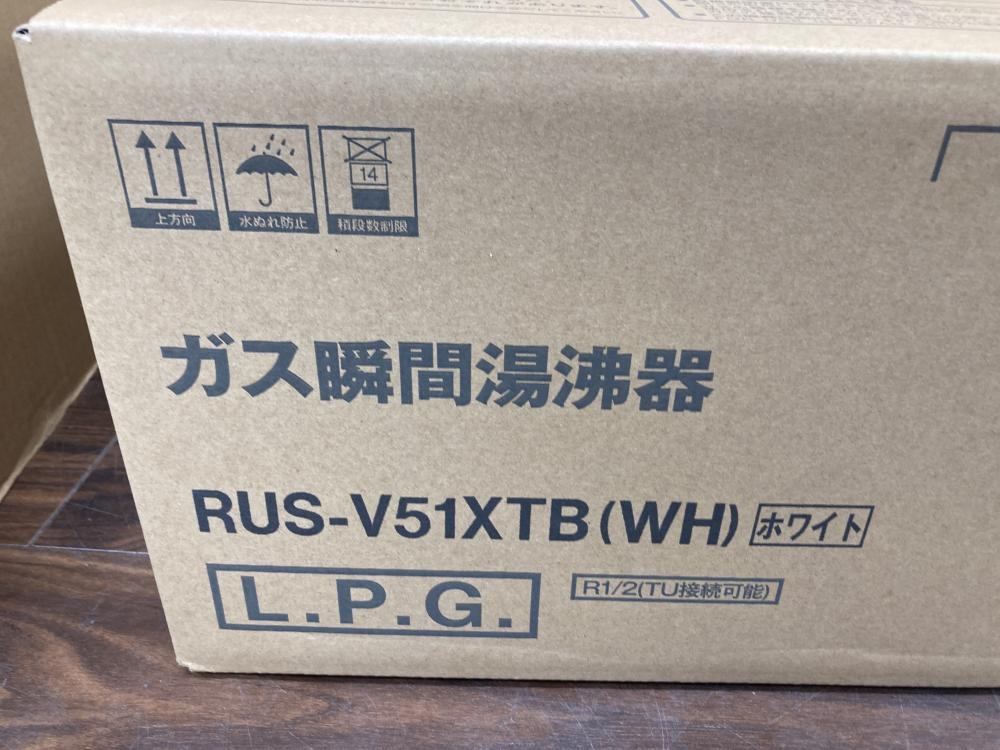 上方向
水ぬれ防止
14
積段数制限
ガス瞬間湯沸器
RUS-V51XTB(WH) ホワイト
L.P.G.
R1/2(TU接続可能)